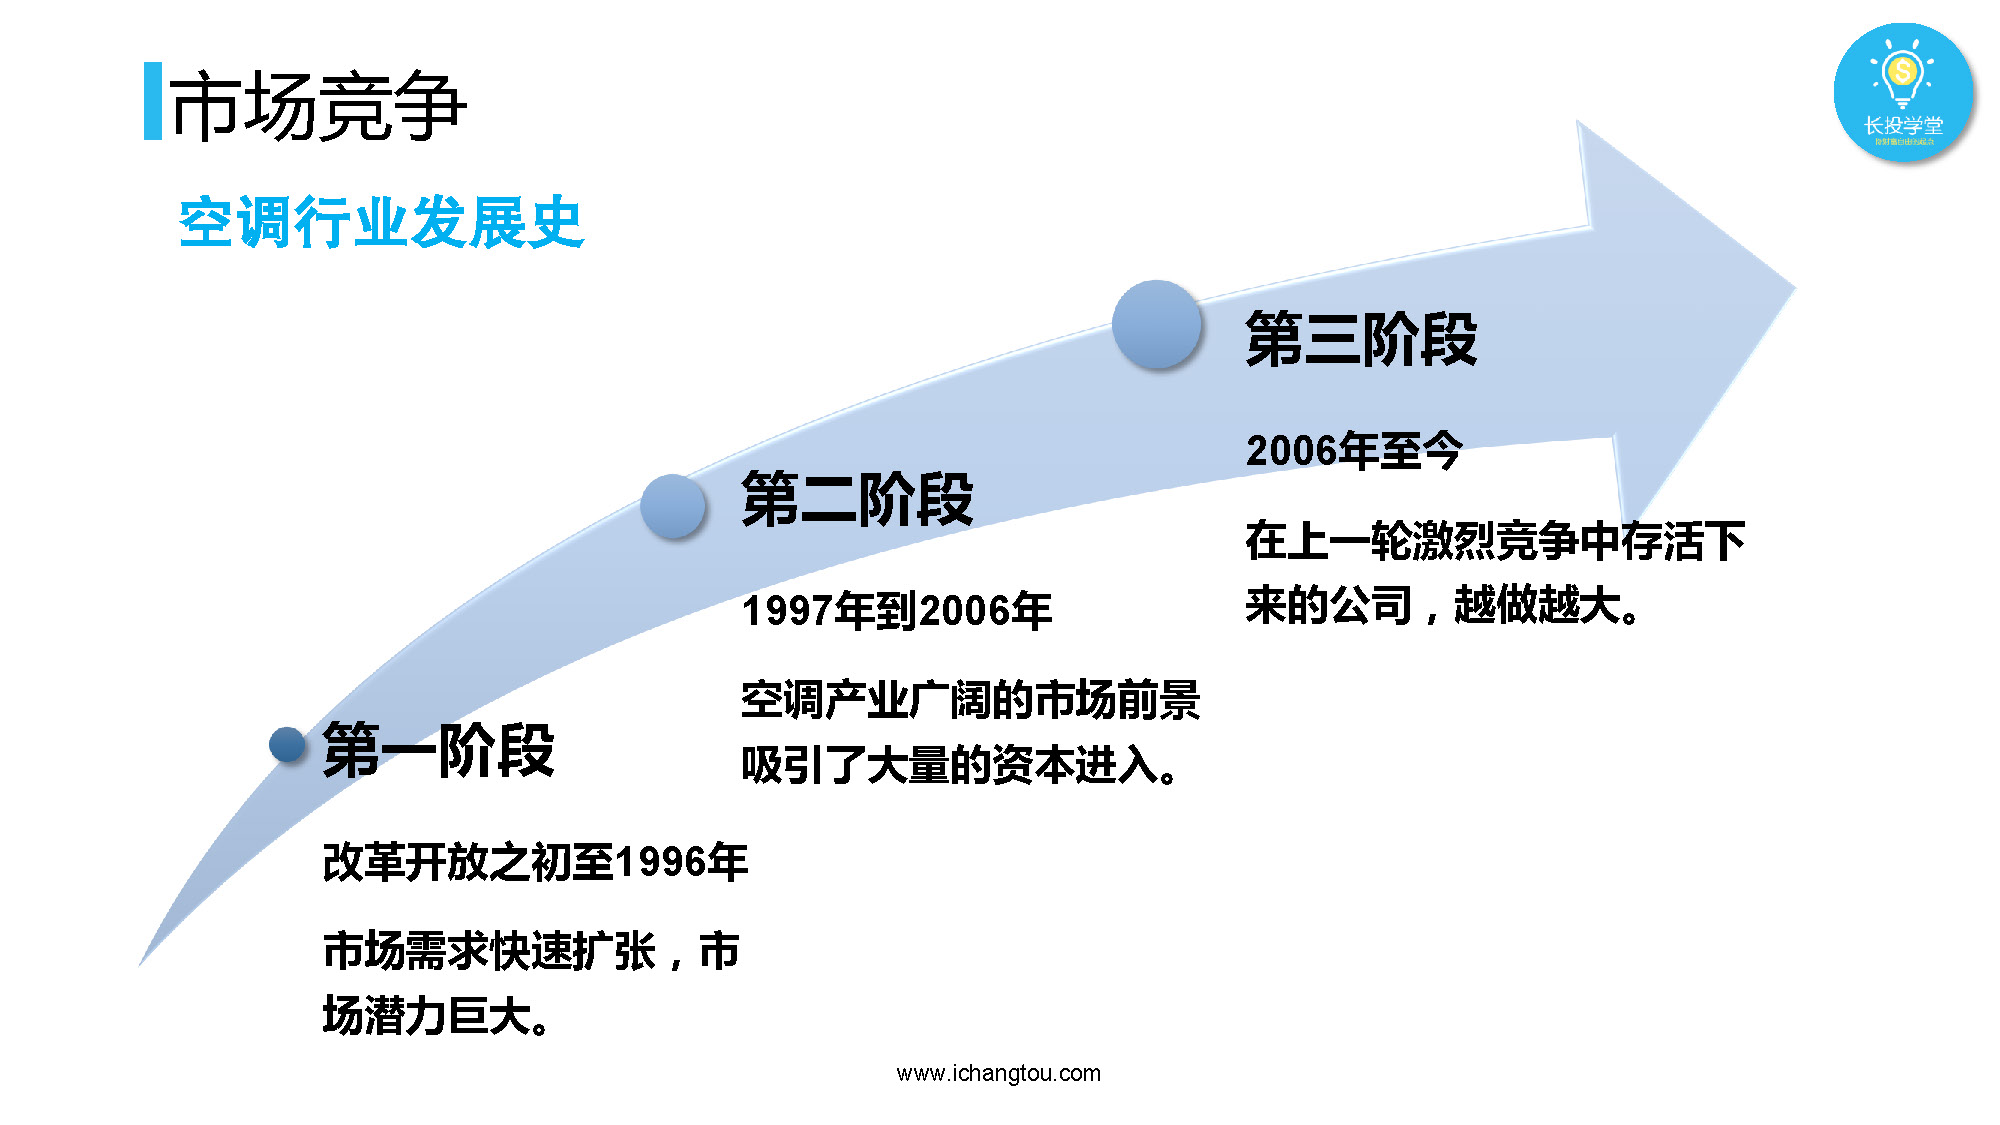 市场竞争
长投学堂
空调行业发展史
第三阶段
2006年至今
在上一轮激烈竞争中存活下
来的公司，越做越大。
第二阶段
1997年到2006年
空调产业广阔的市场前景
吸引了大量的资本进入。
第一阶段
改革开放之初至1996年
市场需求快速扩张，市
场潜力巨大。
www.ichangtou.com